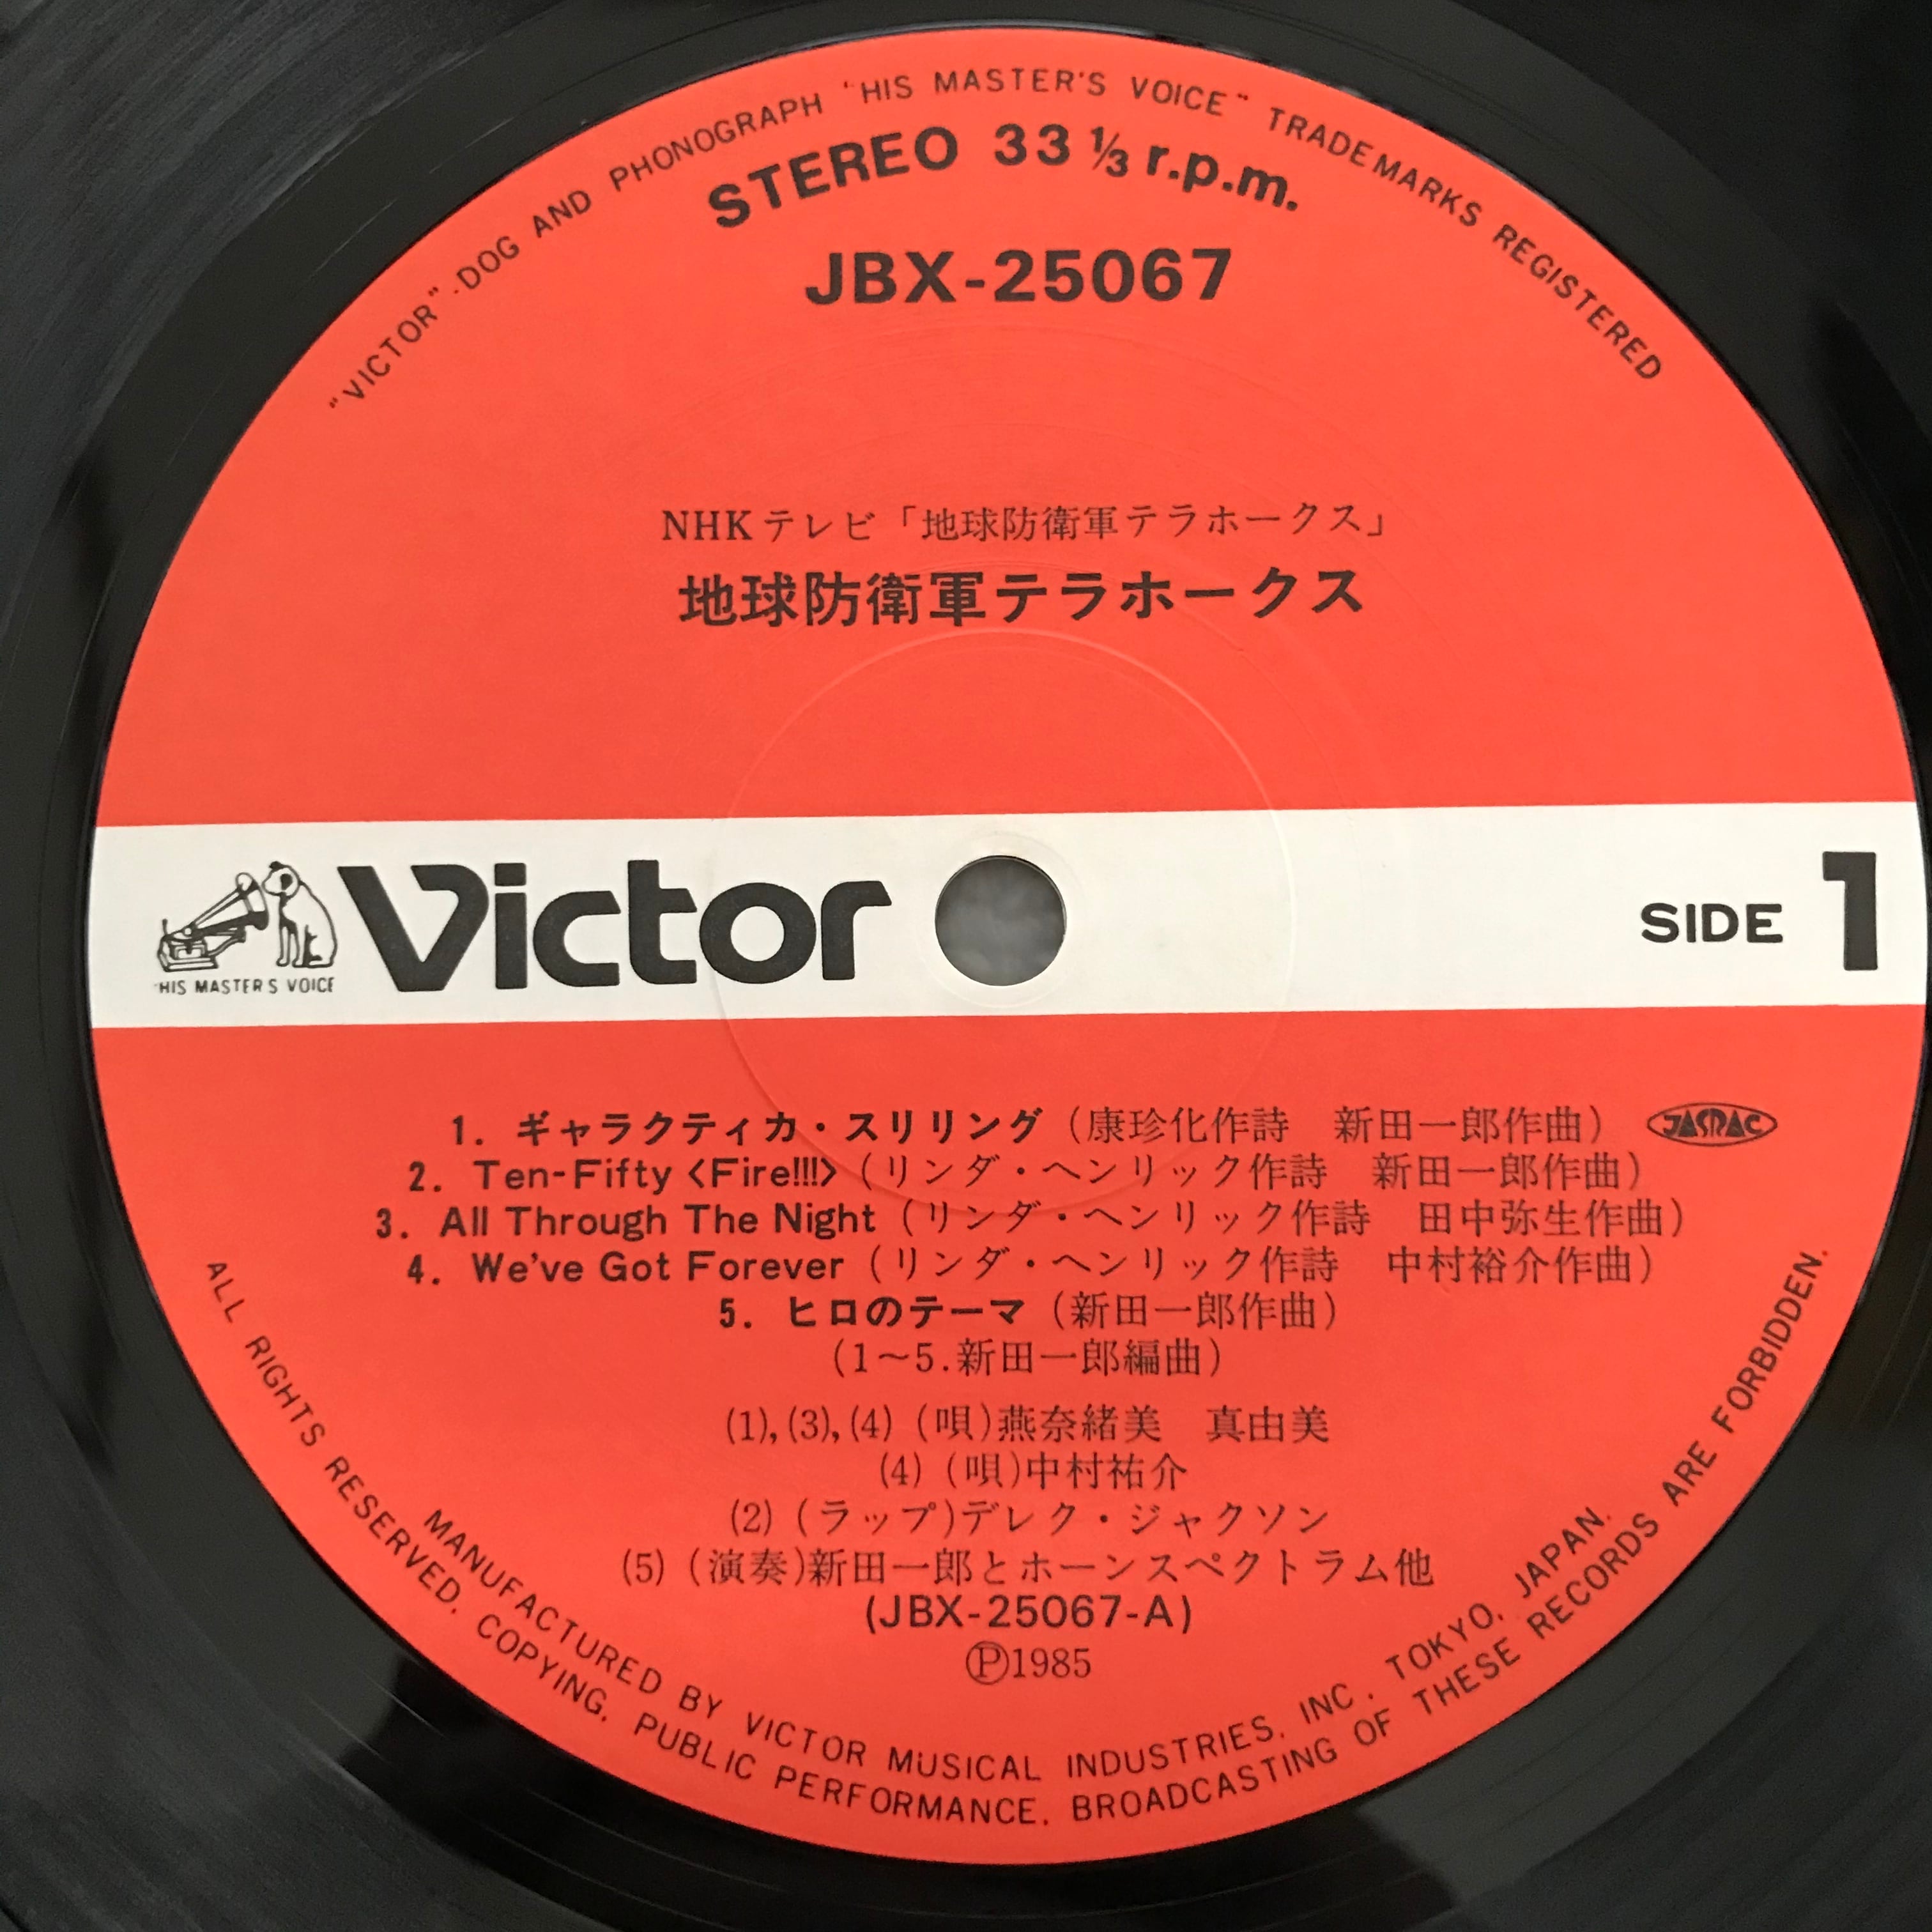 "VICTOR"-DOG AND PHONOGRAPH "HIS MASTER'S VOICE" TRADEMARKS REGISTERED
STEREO 33 ⅓ r.p.m.
JBX-25067
NHKテレビ「地球防衛軍テラホークス」
地球防衛軍テラホークス
Victor
"HIS MASTER'S VOICE
SIDE 1
1. ギャラクティカ・スリリング(康珍化作詩 新田一郎作曲) JASRAC
2. Ten-Fifty <Fire!!!>(リンダ・ヘンリック作詩 新田一郎作曲)
3. All Through The Night(リンダ・ヘンリック作詩 田中弥生作曲)
4. We've Got Forever(リンダ・ヘンリック作詩 中村裕介作曲)
5. ヒロのテーマ(新田一郎作曲)
(1〜5.新田一郎編曲)
(1),(3),(4)(唄)燕奈緒美 真由美
(4)(唄)中村祐介
(2)(ラップ)デレク・ジャクソン
(5)(演奏)新田一郎とホーンスペクトラム他
(JBX-25067-A)
Ⓟ1985
MANUFACTURED BY VICTOR MUSICAL INDUSTRIES, INC. TOKYO, JAPAN.
ALL RIGHTS RESERVED. COPYING, PUBLIC PERFORMANCE, BROADCASTING OF THESE RECORDS ARE FORBIDDEN.